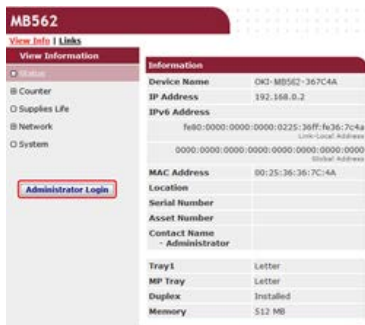 MB562
View Info | Links
View Information
Status
Counter
Supplies Life
Network
System
Administrator Login
Information
Device Name OKI-MB562-367C4A
IP Address 192.168.0.2
IPv6 Address
fe80:0000:0000:0000:0225:36ff:fe36:7c4a
Link-Local Address
0000:0000:0000:0000:0000:0000:0000:0000
Global Address
MAC Address 00:25:36:36:7C:4A
Location
Serial Number
Asset Number
Contact Name
- Administrator
Tray1 Letter
MP Tray Letter
Duplex Installed
Memory 512 MB